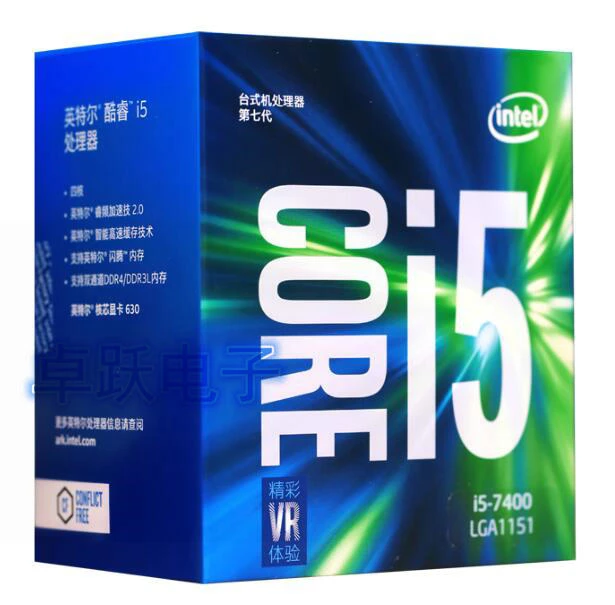 英特尔® 酷睿™ i5
处理器
• 四核
• 英特尔® 睿频加速技 2.0
• 英特尔® 智能高速缓存技术
• 支持英特尔® 闪腾™ 内存
• 支持双通道DDR4/DDR3L内存
英特尔® 核芯显卡 630
卓跃电子
更多英特尔处理器信息请查阅
ark.intel.com
CF
CONFLICT
FREE
台式机处理器
第七代
intel
CORE i5
精彩
VR
体验
i5-7400
LGA1151